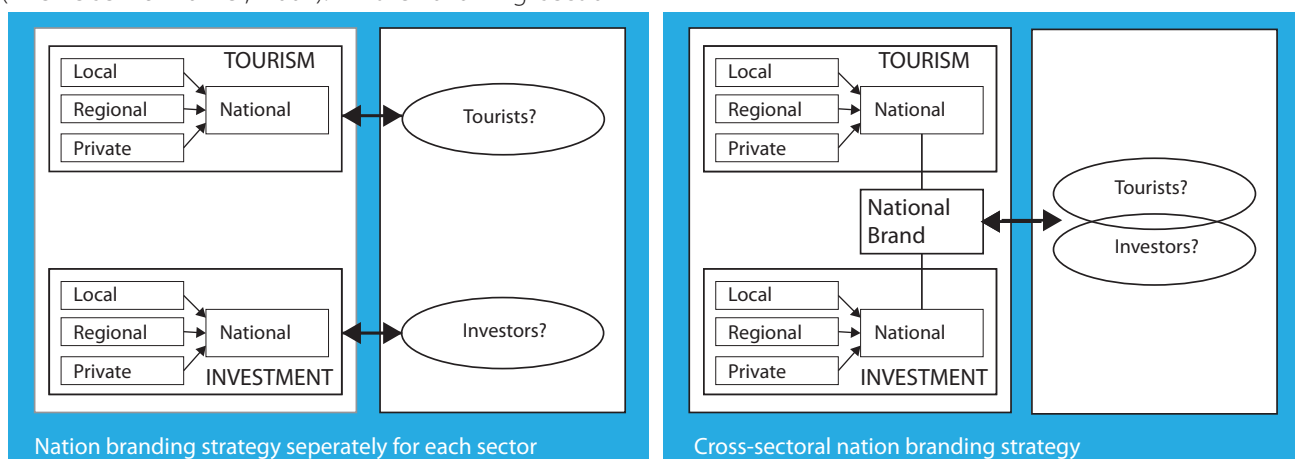 TOURISM
Local
Regional
Private
National
Tourists?
Local
Regional
Private
National
INVESTMENT
Investors?
Nation branding strategy seperately for each sector
TOURISM
Local
Regional
Private
National
National
Brand
Tourists?
Investors?
Local
Regional
Private
National
INVESTMENT
Cross-sectoral nation branding strategy